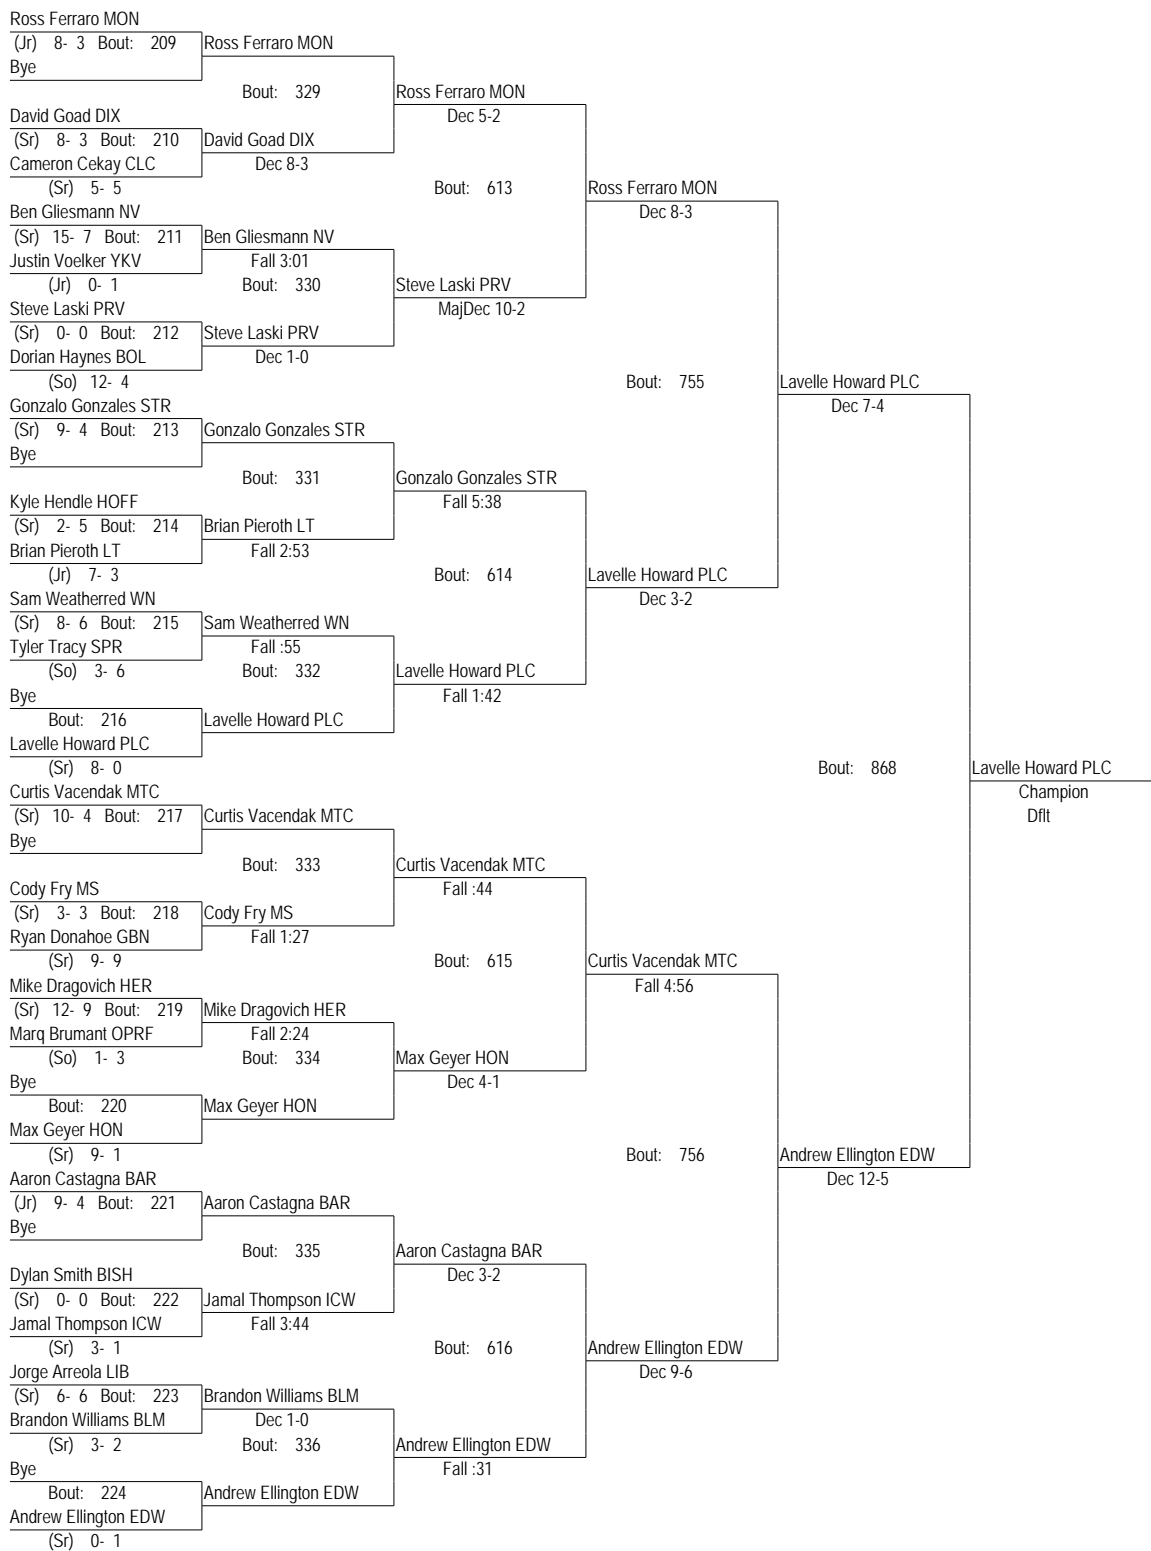 Ross Ferraro MON
(Jr) 8- 3 Bout: 209 Ross Ferraro MON
Bye
Bout: 329 Ross Ferraro MON
David Goad DIX Dec 5-2
(Sr) 8- 3 Bout: 210 David Goad DIX
Cameron Cekay CLC Dec 8-3
(Sr) 5- 5 Bout: 613 Ross Ferraro MON
Ben Gliesmann NV Dec 8-3
(Sr) 15- 7 Bout: 211 Ben Gliesmann NV
Justin Voelker YKV Fall 3:01
(Jr) 0- 1 Bout: 330 Steve Laski PRV
Steve Laski PRV MajDec 10-2
(Sr) 0- 0 Bout: 212 Steve Laski PRV
Dorian Haynes BOL Dec 1-0
(So) 12- 4 Bout: 755 Lavelle Howard PLC
Gonzalo Gonzales STR Dec 7-4
(Sr) 9- 4 Bout: 213 Gonzalo Gonzales STR
Bye
Bout: 331 Gonzalo Gonzales STR
Kyle Hendle HOFF Fall 5:38
(Sr) 2- 5 Bout: 214 Brian Pieroth LT
Brian Pieroth LT Fall 2:53
(Jr) 7- 3 Bout: 614 Lavelle Howard PLC
Sam Weatherred WN Dec 3-2
(Sr) 8- 6 Bout: 215 Sam Weatherred WN
Tyler Tracy SPR Fall :55
(So) 3- 6 Bout: 332 Lavelle Howard PLC
Bye Fall 1:42
Bout: 216 Lavelle Howard PLC
Lavelle Howard PLC
(Sr) 8- 0 Bout: 868 Lavelle Howard PLC
Curtis Vacendak MTC Champion
(Sr) 10- 4 Bout: 217 Curtis Vacendak MTC Dflt
Bye
Bout: 333 Curtis Vacendak MTC
Cody Fry MS Fall :44
(Sr) 3- 3 Bout: 218 Cody Fry MS
Ryan Donahoe GBN Fall 1:27
(Sr) 9- 9 Bout: 615 Curtis Vacendak MTC
Mike Dragovich HER Fall 4:56
(Sr) 12- 9 Bout: 219 Mike Dragovich HER
Marq Brumant OPRF Fall 2:24
(So) 1- 3 Bout: 334 Max Geyer HON
Bye Dec 4-1
Bout: 220 Max Geyer HON
Max Geyer HON
(Sr) 9- 1 Bout: 756 Andrew Ellington EDW
Aaron Castagna BAR Dec 12-5
(Jr) 9- 4 Bout: 221 Aaron Castagna BAR
Bye
Bout: 335 Aaron Castagna BAR
Dylan Smith BISH Dec 3-2
(Sr) 0- 0 Bout: 222 Jamal Thompson ICW
Jamal Thompson ICW Fall 3:44
(Sr) 3- 1 Bout: 616 Andrew Ellington EDW
Jorge Arreola LIB Dec 9-6
(Sr) 6- 6 Bout: 223 Brandon Williams BLM
Brandon Williams BLM Dec 1-0
(Sr) 3- 2 Bout: 336 Andrew Ellington EDW
Bye Fall :31
Bout: 224 Andrew Ellington EDW
Andrew Ellington EDW
(Sr) 0- 1